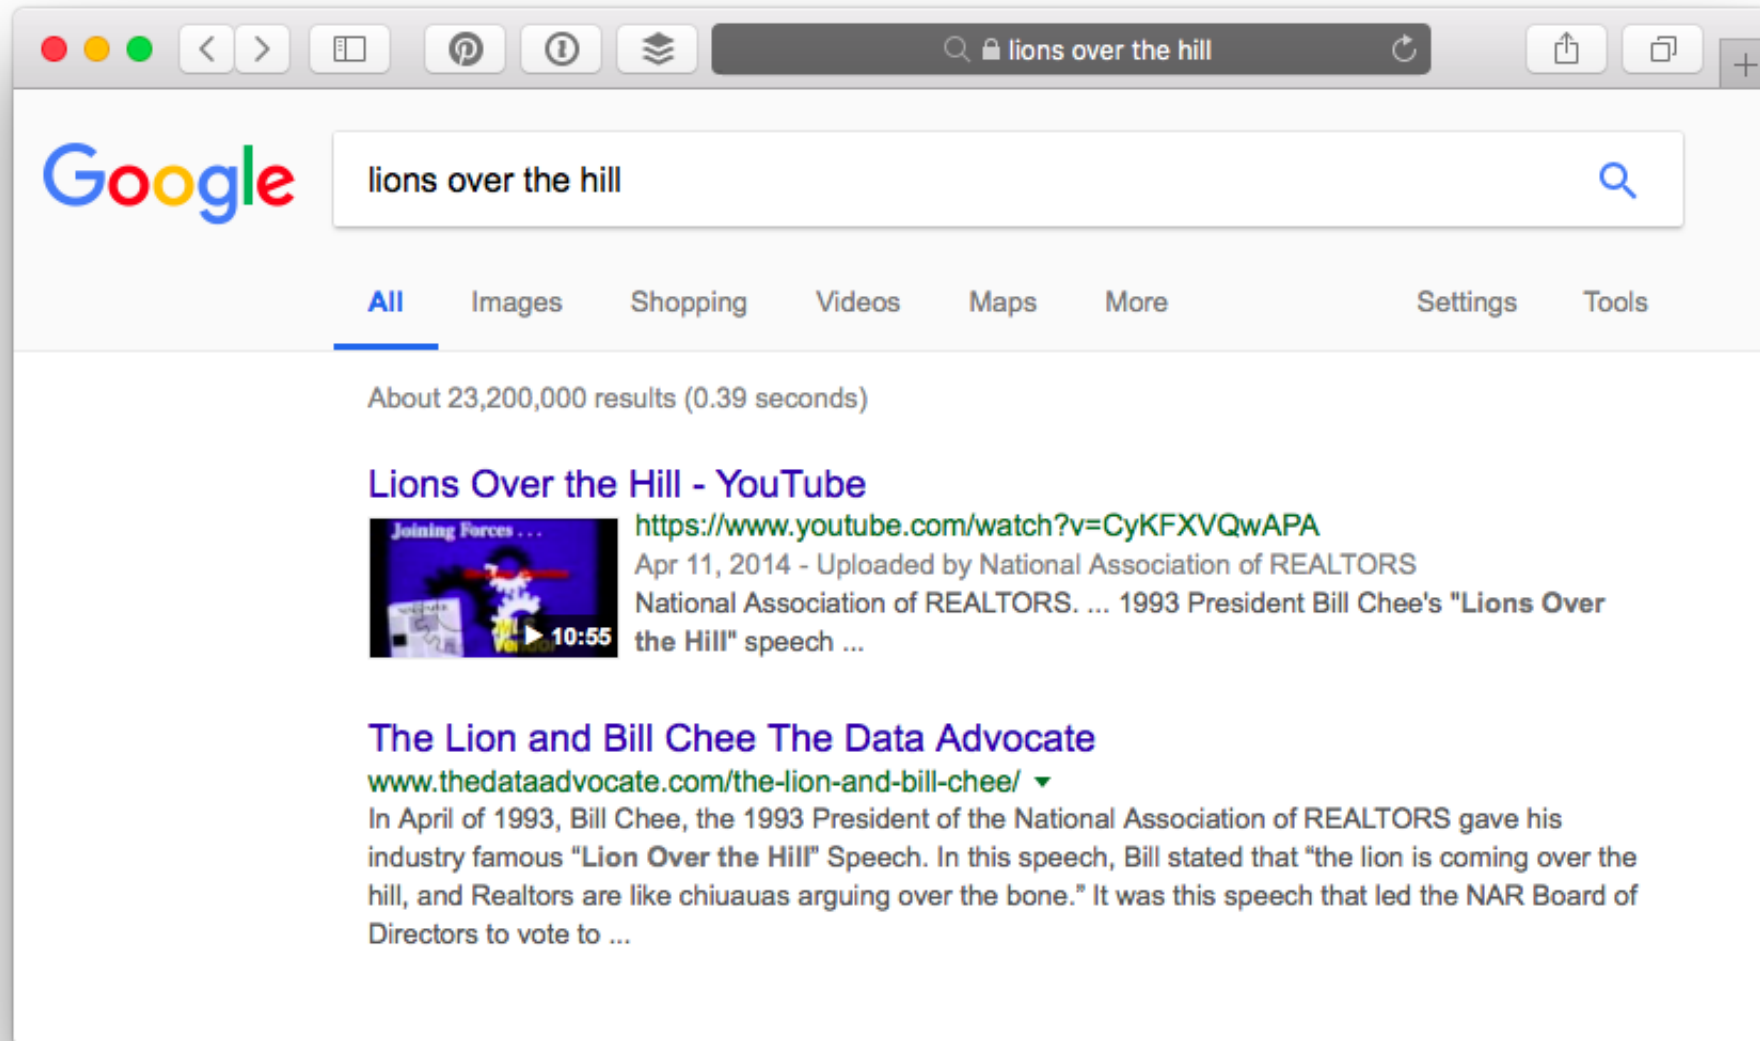 lions over the hill
Google
lions over the hill
All Images Shopping Videos Maps More Settings Tools
About 23,200,000 results (0.39 seconds)
Lions Over the Hill - YouTube
Joining Forces . . .
https://www.youtube.com/watch?v=CyKFXVQwAPA
Apr 11, 2014 - Uploaded by National Association of REALTORS
National Association of REALTORS. ... 1993 President Bill Chee's "Lions Over
the Hill" speech ...
10:55
The Lion and Bill Chee The Data Advocate
www.thedataadvocate.com/the-lion-and-bill-chee/
In April of 1993, Bill Chee, the 1993 President of the National Association of REALTORS gave his
industry famous “Lion Over the Hill” Speech. In this speech, Bill stated that “the lion is coming over the
hill, and Realtors are like chiuauas arguing over the bone.” It was this speech that led the NAR Board of
Directors to vote to ...